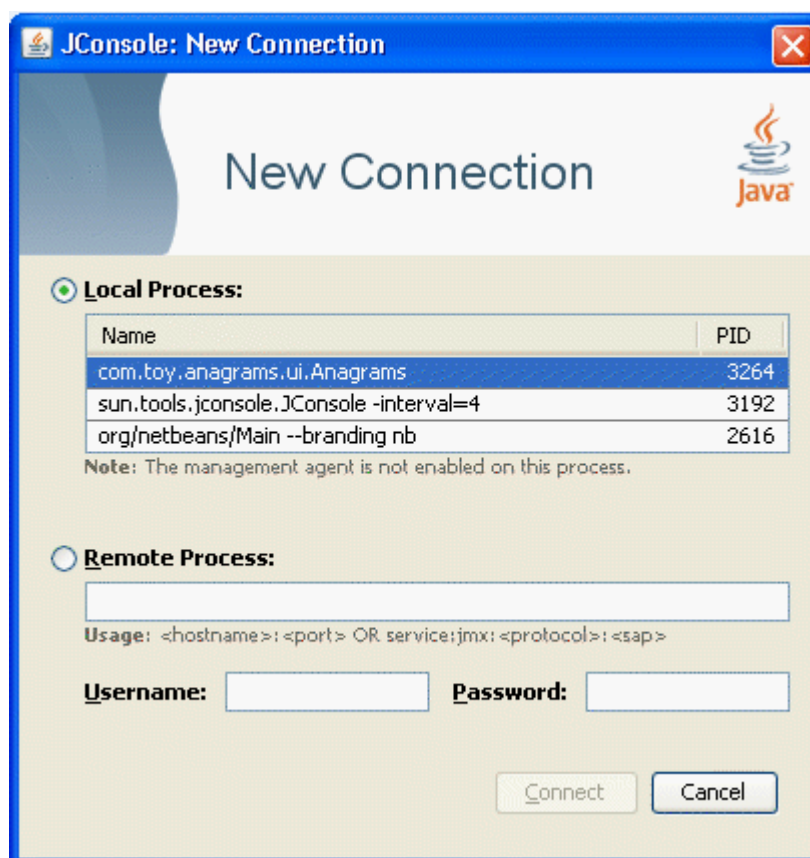 JConsole: New Connection
New Connection
Java
Local Process:
Name PID
com.toy.anagrams.ui.Anagrams 3264
sun.tools.jconsole.JConsole -interval=4 3192
org/netbeans/Main --branding nb 2616
Note: The management agent is not enabled on this process.
Remote Process:
Usage: <hostname>:<port> OR service:jmx:<protocol>:<sap>
Username: Password:
Connect Cancel